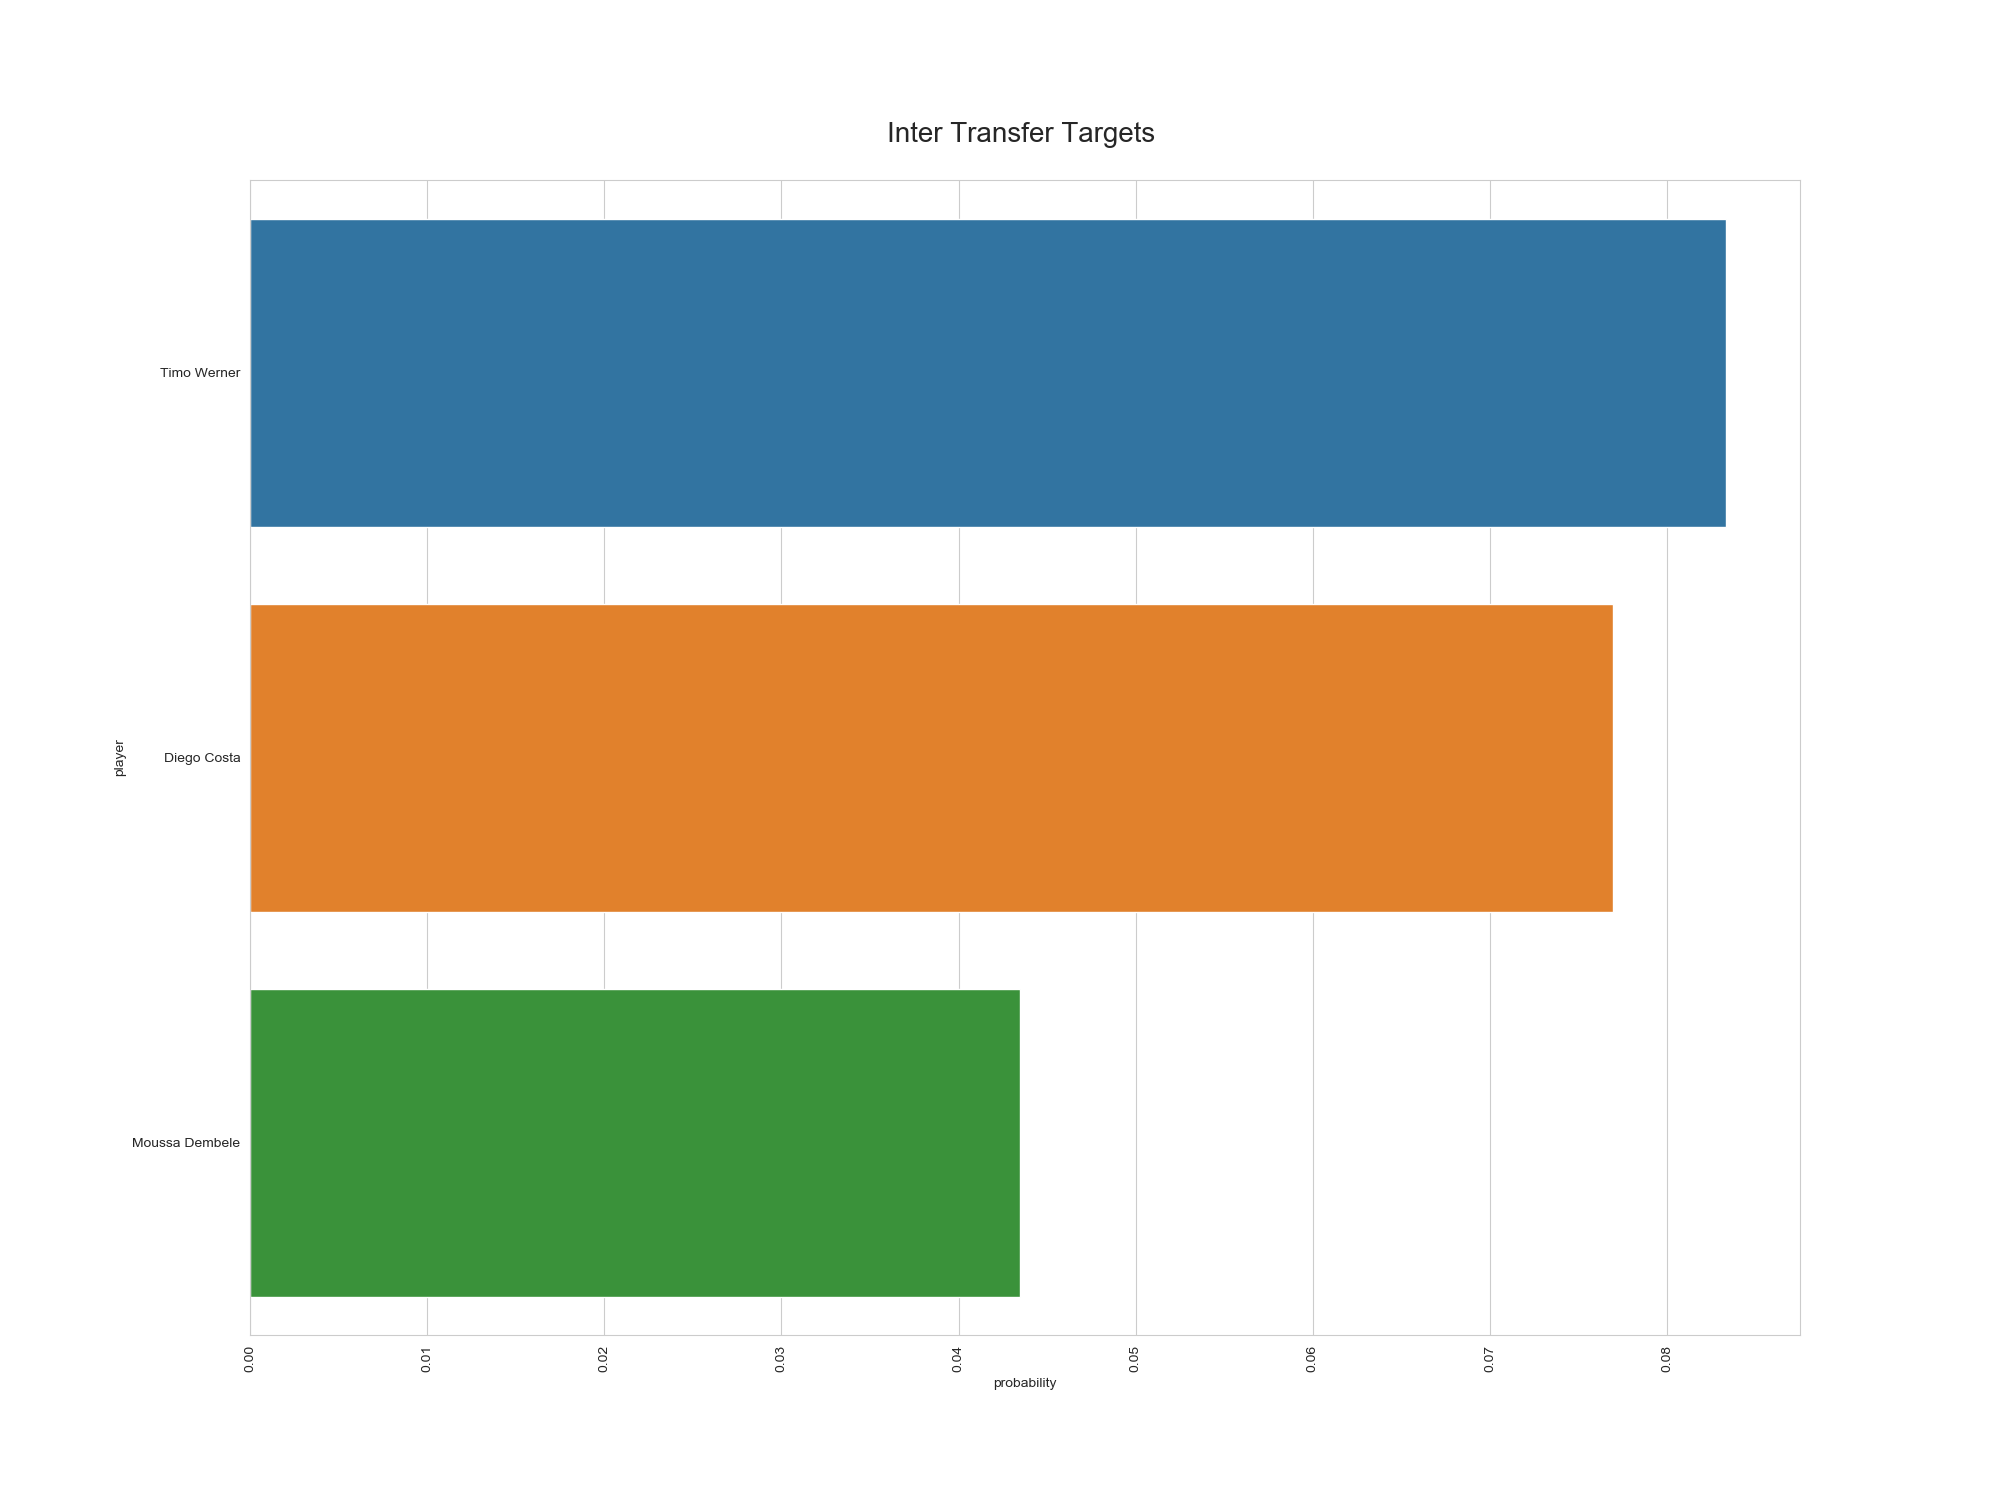 Inter Transfer Targets
Timo Werner
Diego Costa
Moussa Dembele
player
0.00 0.01 0.02 0.03 0.04 0.05 0.06 0.07 0.08
probability